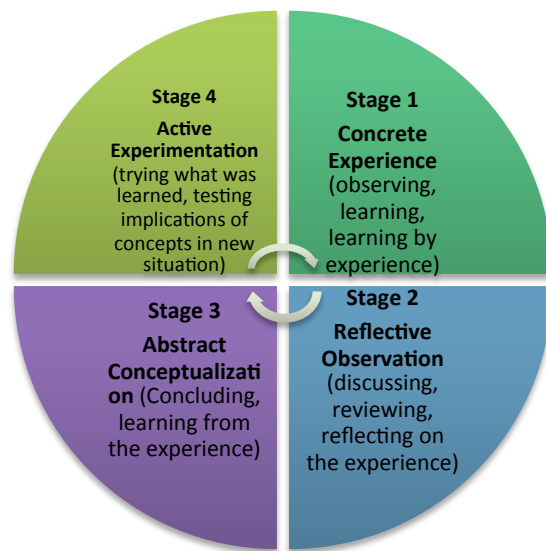 Stage 1
Concrete
Experience
(observing,
learning,
learning by
experience)
Stage 2
Reflective
Observation
(discussing,
reviewing,
reflecting on
the experience)
Stage 3
Abstract
Conceptualizati
on (Concluding,
learning from
the experience)
Stage 4
Active
Experimentation
(trying what was
learned, testing
implications of
concepts in new
situation)